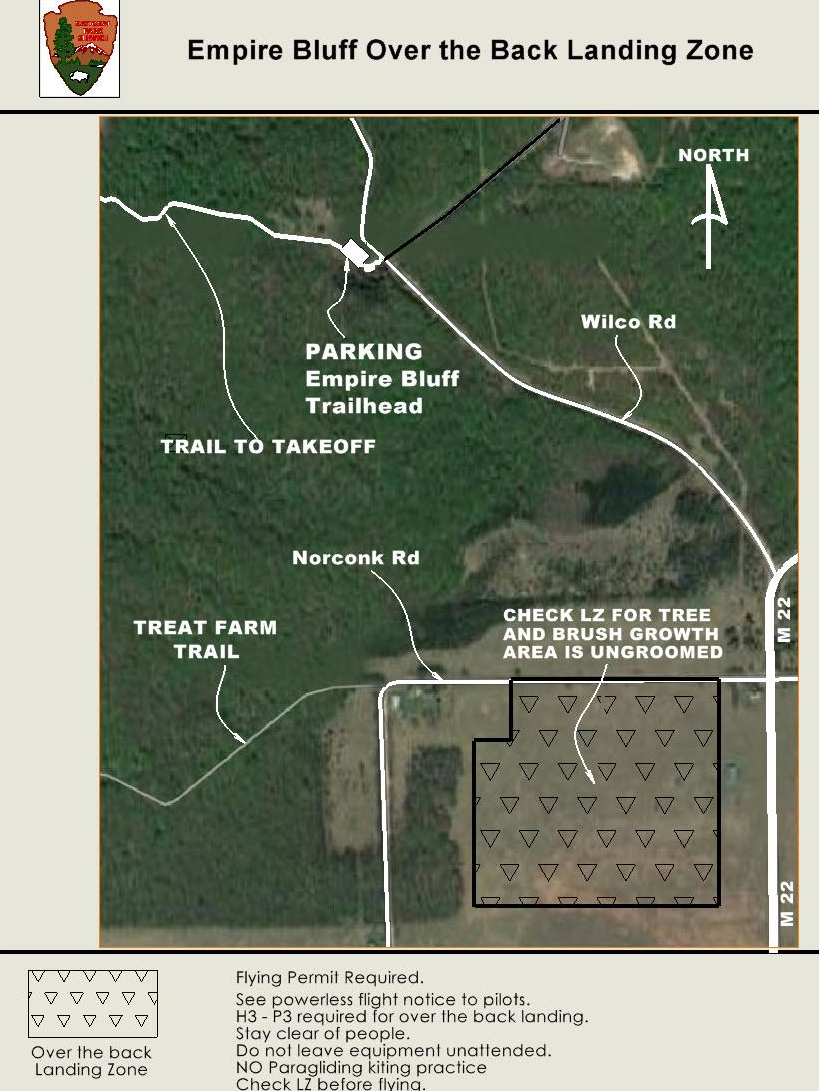 NATIONAL
PARK
SERVICE
Empire Bluff Over the Back Landing Zone
NORTH
Wilco Rd
PARKING
Empire Bluff
Trailhead
TRAIL TO TAKEOFF
Norconk Rd
TREAT FARM
TRAIL
CHECK LZ FOR TREE
AND BRUSH GROWTH
AREA IS UNGROOMED
M 22
M 22
Over the back
Landing Zone
Flying Permit Required.
See powerless flight notice to pilots.
H3 - P3 required for over the back landing.
Stay clear of people.
Do not leave equipment unattended.
NO Paragliding kiting practice
Check LZ before flying.